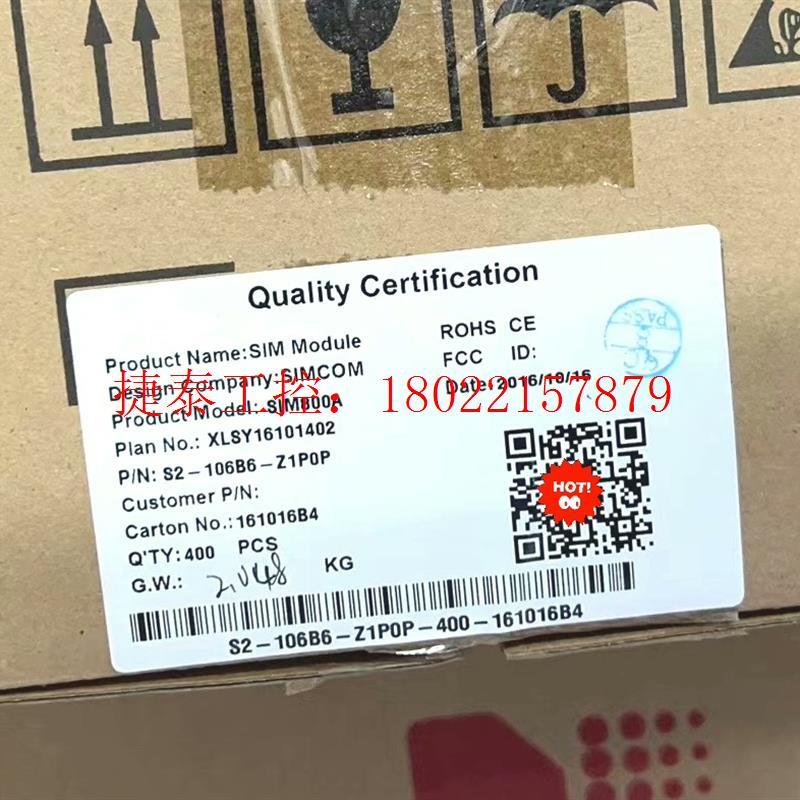 Quality Certification
Product Name:SIM Module
ROHS CE
Design Company:SIMCOM
FCC ID:
捷泰工控：18022157879
Product Model: SIM800A
Date:2016/10/16
Plan No.: XLSY16101402
P/N: S2-106B6-Z1P0P
Customer P/N:
Carton No.:161016B4
Q'TY:400 PCS
G.W.: 2.048 KG
HOT!
S2-106B6-Z1P0P-400-161016B4